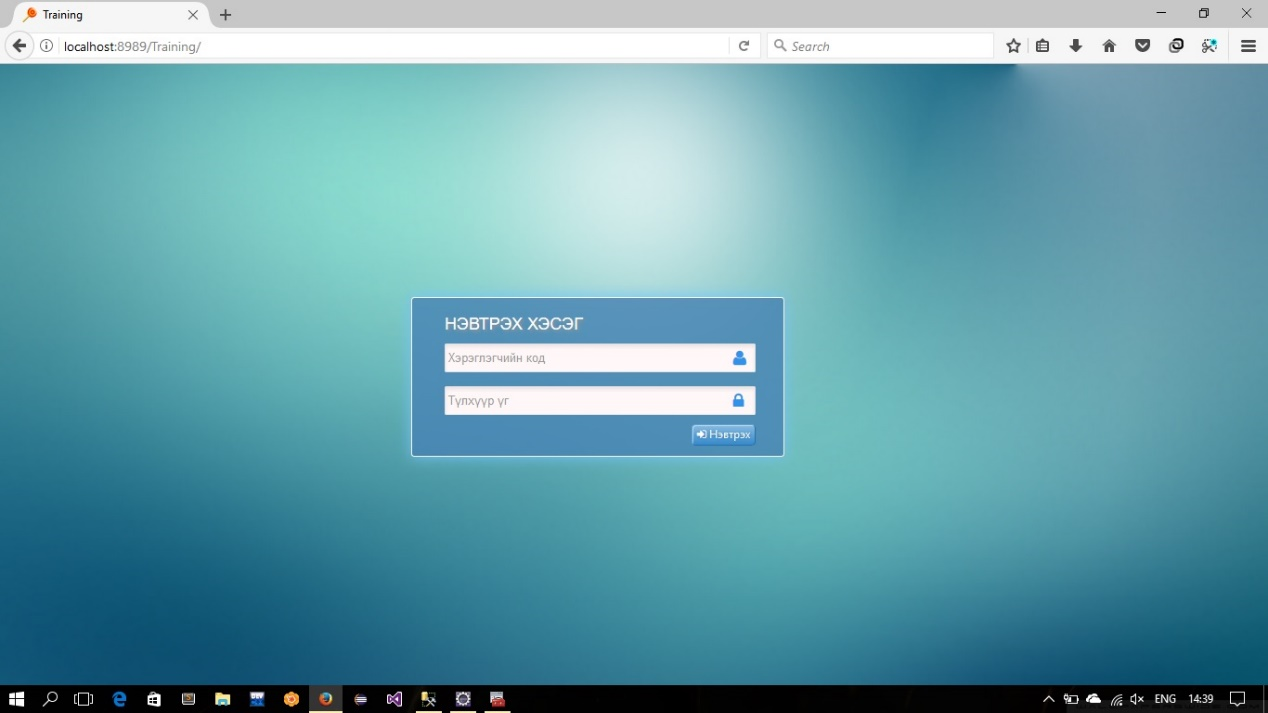 Training
localhost:8989/Training/
Search
НЭВТРЭХ ХЭСЭГ
Хэрэглэгчийн код
Түлхүүр үг
Нэвтрэх
ENG 14:39